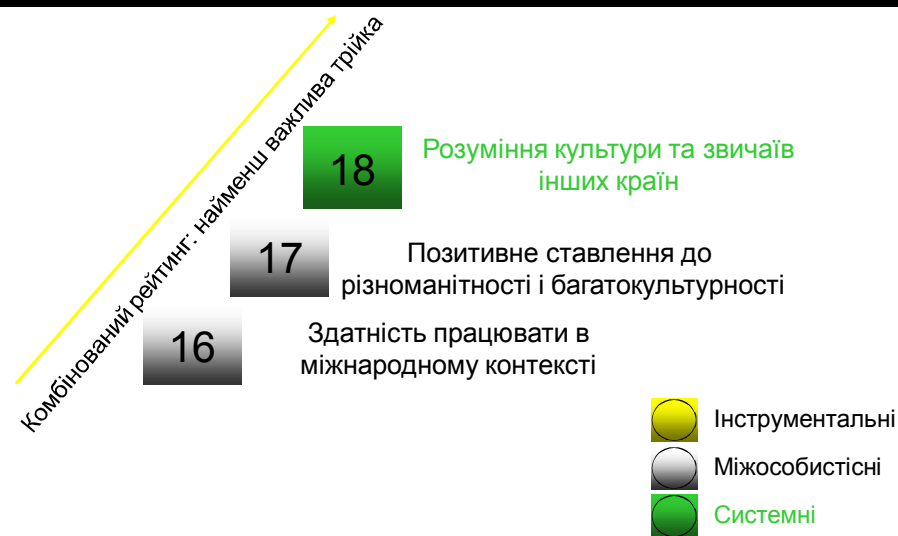 Комбінований рейтинг: найменш важлива трійка
18
Розуміння культури та звичаїв
інших країн
17
Позитивне ставлення до
різноманітності і багатокультурності
16
Здатність працювати в
міжнародному контексті
Інструментальні
Міжособистісні
Системні